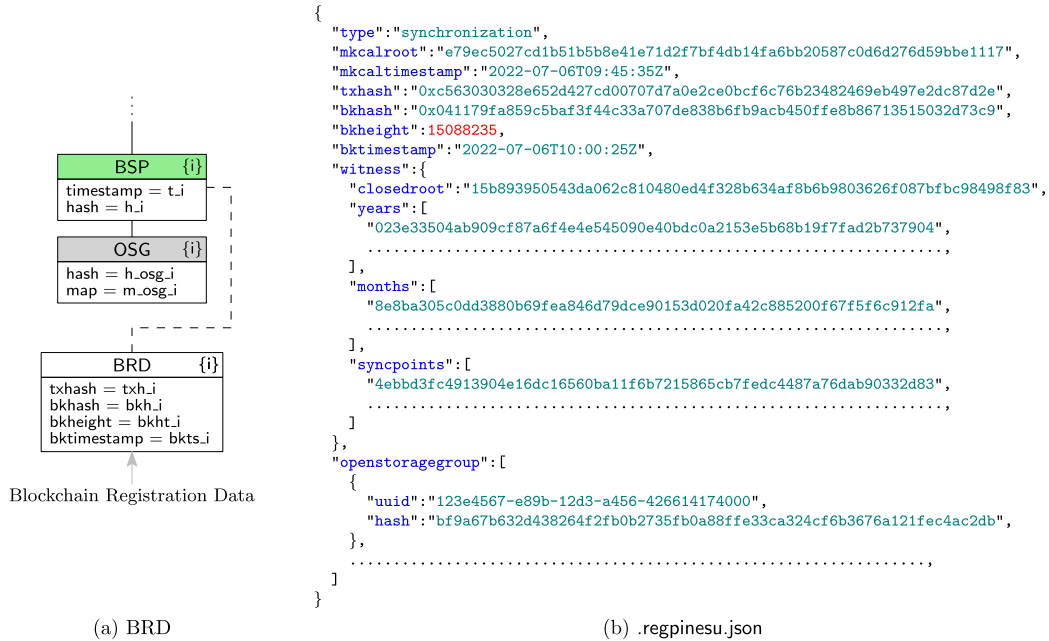 BSP {i}
timestamp = t_i
hash = h_i
OSG {i}
hash = h_osg_i
map = m_osg_i
BRD {i}
txhash = txh_i
bkhash = bkh_i
bkheight = bkht_i
bktimestamp = bkts_i
Blockchain Registration Data
(a) BRD
{
"type":"synchronization",
"mkcalroot":"e79ec5027cd1b51b5b8e41e71d2f7bf4db14fa6bb20587c0d6d276d59bbe1117",
"mkcaltimestamp":"2022-07-06T09:45:35Z",
"txhash":"0xc563030328e652d427cd00707d7a0e2ce0bcf6c76b23482469eb497e2dc87d2e",
"bkhash":"0x041179fa859c5baf3f44c33a707de838b6fb9acb450ffe8b86713515032d73c9",
"bkheight":15088235,
"bktimestamp":"2022-07-06T10:00:25Z",
"witness":{
"closedroot":"15b893950543da062c810480ed4f328b634af8b6b9803626f087bfbc98498f83",
"years":[
"023e33504ab909cf87a6f4e4e545090e40bdc0a2153e5b68b19f7fad2b737904",
..................................................................,
],
"months":[
"8e8ba305c0dd3880b69fea846d79dce90153d020fa42c885200f67f5f6c912fa",
..................................................................,
],
"syncpoints":[
"4ebbd3fc4913904e16dc16560ba11f6b7215865cb7fedc4487a76dab90332d83",
..................................................................,
]
},
"openstoragegroup":[
{
"uuid":"123e4567-e89b-12d3-a456-426614174000",
"hash":"bf9a67b632d438264f2fb0b2735fb0a88ffe33ca324cf6b3676a121fec4ac2db",
},
..................................................................,
]
}
(b) .regpinesu.json